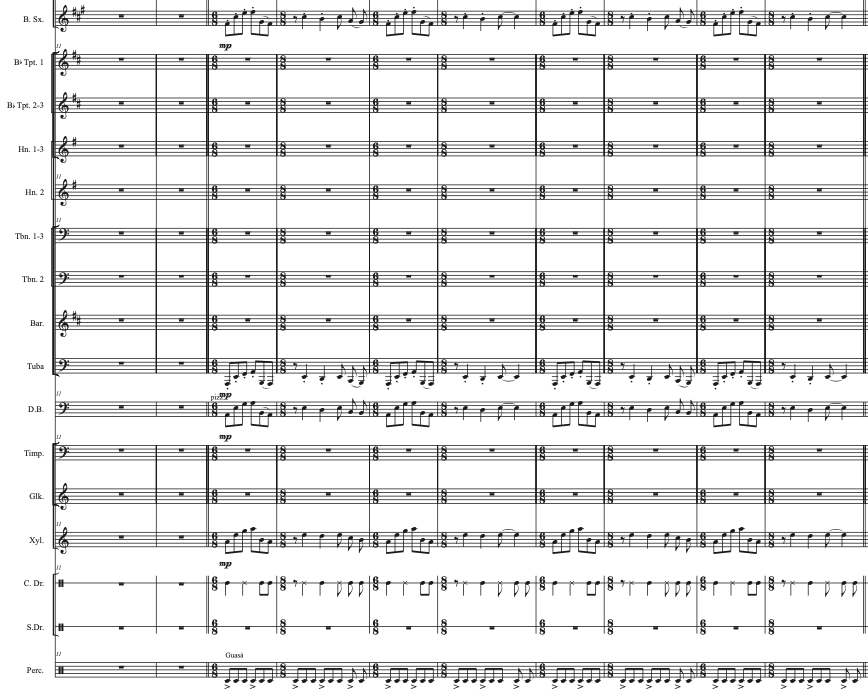 B. Sx.
mp
11
B♭ Tpt. 1
B♭ Tpt. 2-3
Hn. 1-3
11
Hn. 2
11
Tbn. 1-3
Tbn. 2
Bar.
Tuba
mp
11
pizz.
D.B.
mp
11
Timp.
Glk.
11
Xyl.
mp
11
C. Dr.
S.Dr.
11
Guasá
Perc.